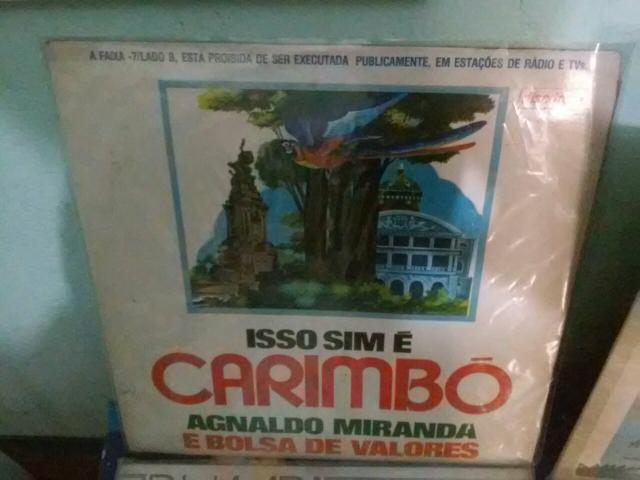 A FAIXA -7/LADO B, ESTÁ PROIBIDA DE SER EXECUTADA PUBLICAMENTE, EM ESTAÇÕES DE RÁDIO E TVs.
ISSO SIM É
CARIMBÓ
AGNALDO MIRANDA
E BOLSA DE VALORES